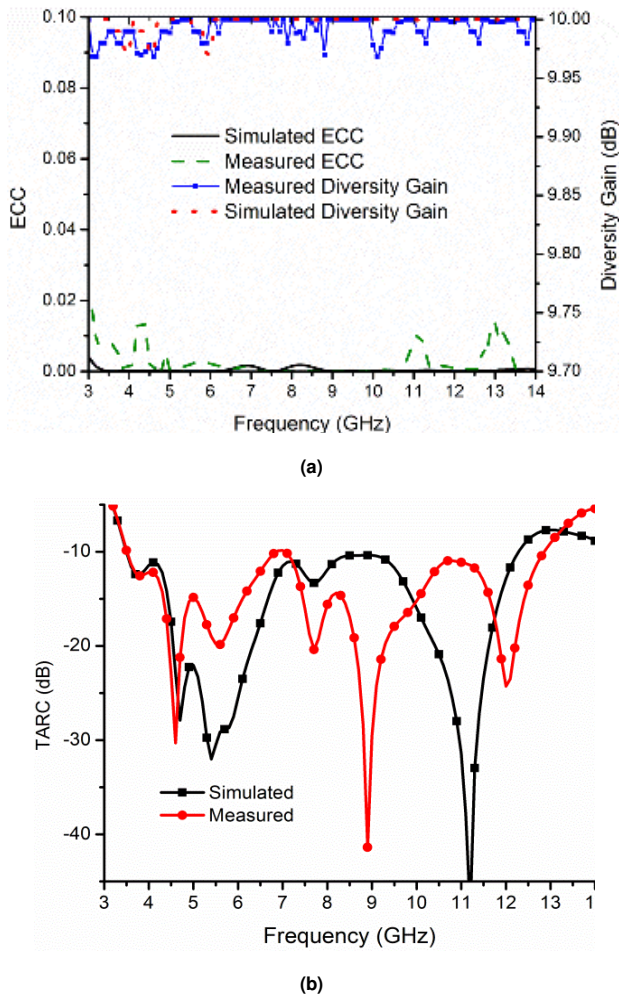 0.10
0.08
0.06
0.04
0.02
0.00
ECC
10.00
9.95
9.90
9.85
9.80
9.75
9.70
Diversity Gain (dB)
Simulated ECC
Measured ECC
Measured Diversity Gain
Simulated Diversity Gain
3 4 5 6 7 8 9 10 11 12 13 14
Frequency (GHz)
(a)
-10
-20
-30
-40
TARC (dB)
Simulated
Measured
3 4 5 6 7 8 9 10 11 12 13 1
Frequency (GHz)
(b)